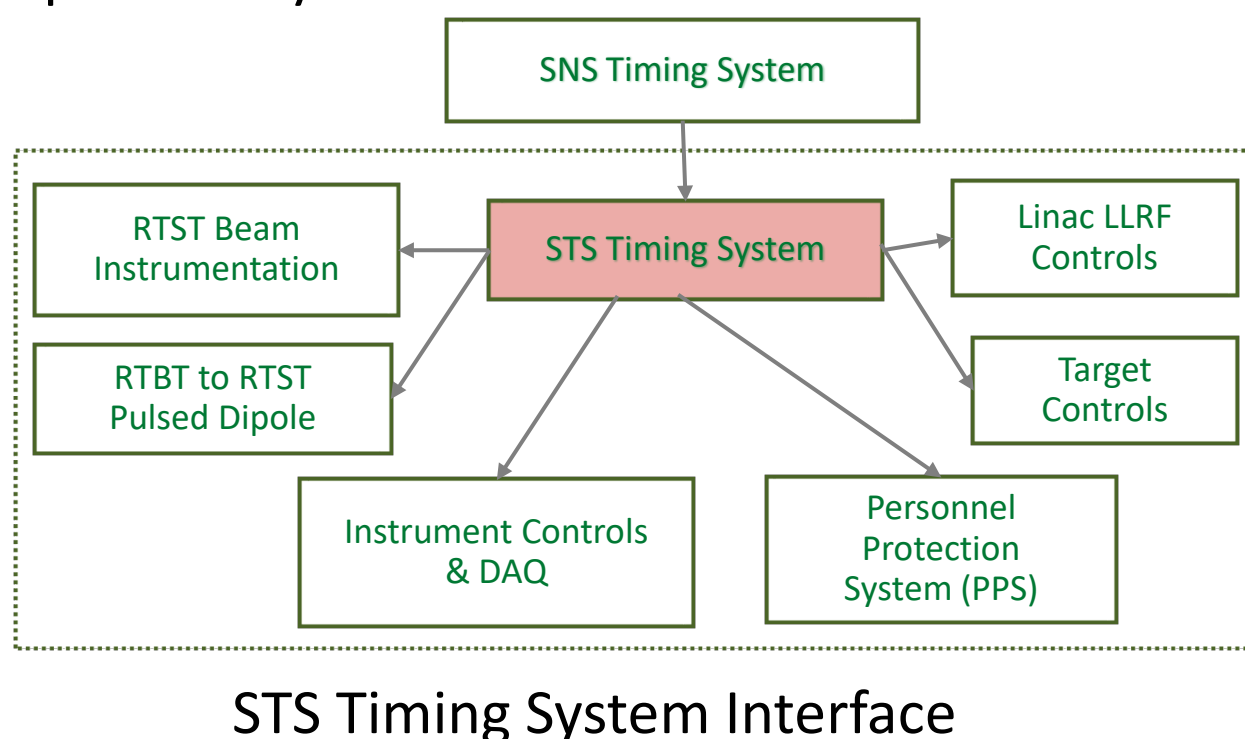 SNS Timing System
RTST Beam
Instrumentation
STS Timing System
Linac LLRF
Controls
RTBT to RTST
Pulsed Dipole
Target
Controls
Instrument Controls
& DAQ
Personnel
Protection
System (PPS)
STS Timing System Interface